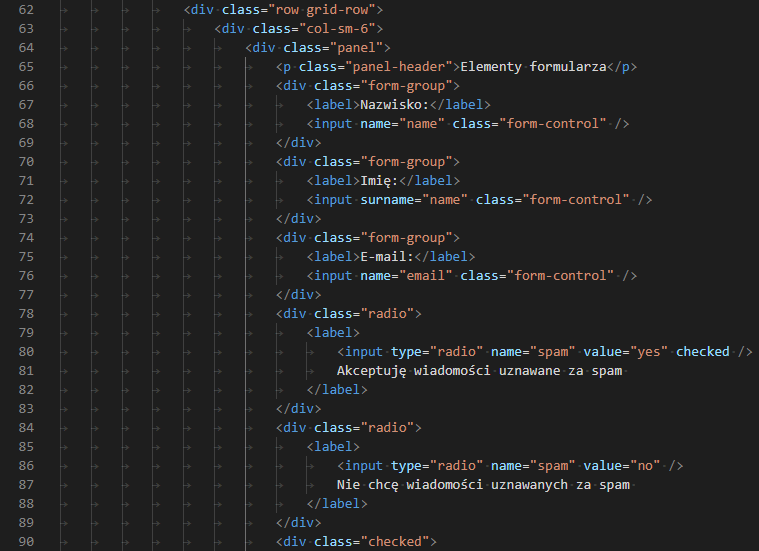 62 <div class="row grid-row">
63 <div class="col-sm-6">
64 <div class="panel">
65 <p class="panel-header">Elementy formularza</p>
66 <div class="form-group">
67 <label>Nazwisko:</label>
68 <input name="name" class="form-control" />
69 </div>
70 <div class="form-group">
71 <label>Imię:</label>
72 <input surname="name" class="form-control" />
73 </div>
74 <div class="form-group">
75 <label>E-mail:</label>
76 <input name="email" class="form-control" />
77 </div>
78 <div class="radio">
79 <label>
80 <input type="radio" name="spam" value="yes" checked />
81 Akceptuję wiadomości uznawane za spam
82 </label>
83 </div>
84 <div class="radio">
85 <label>
86 <input type="radio" name="spam" value="no" />
87 Nie chcę wiadomości uznawanych za spam
88 </label>
89 </div>
90 <div class="checked">